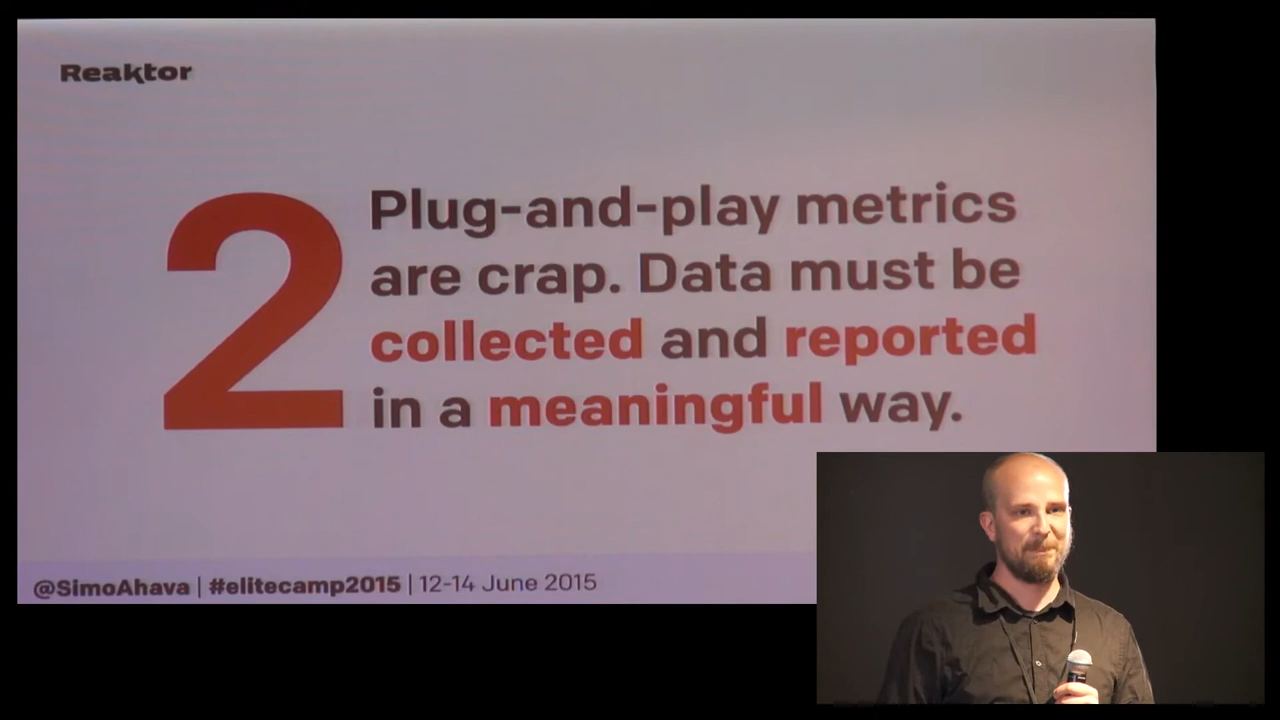 Reaktor
2
Plug-and-play metrics
are crap. Data must be
collected and reported
in a meaningful way.
@SimoAhava | #elitecamp2015 | 12-14 June 2015